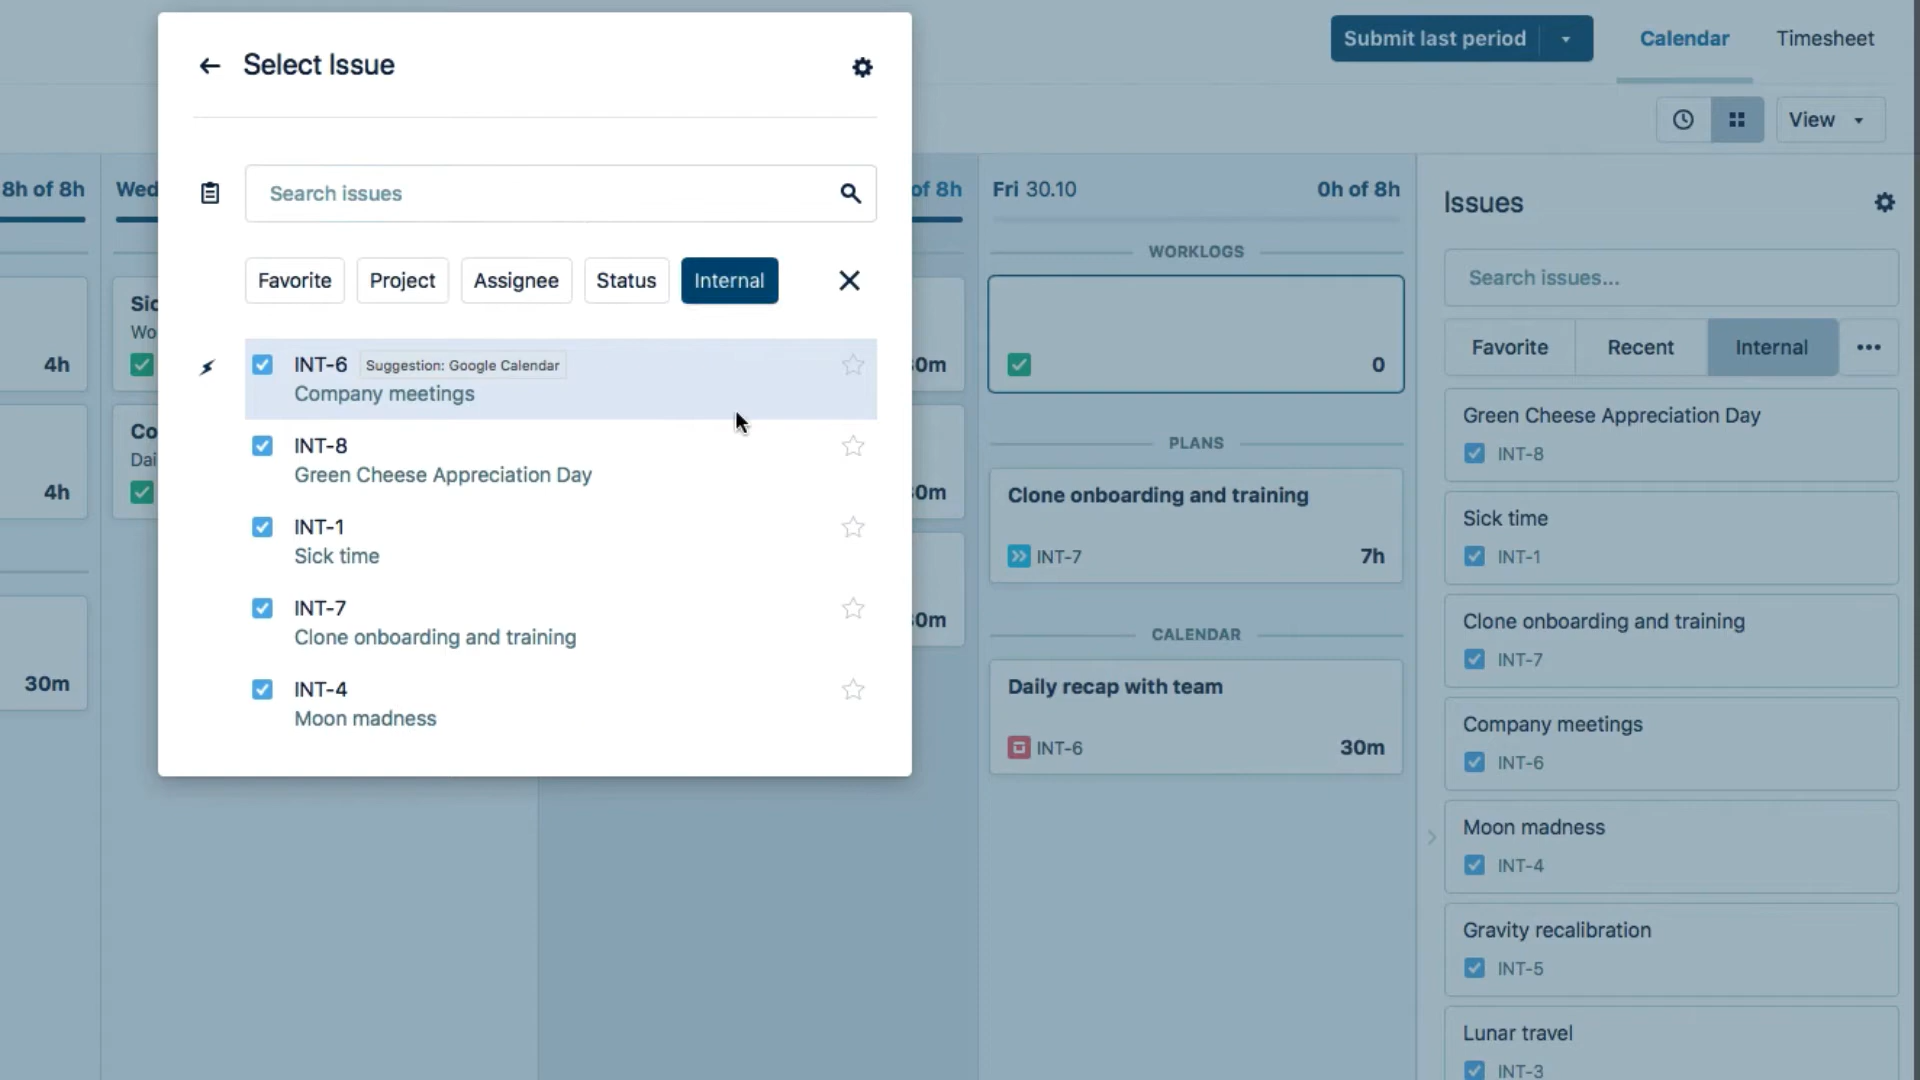 Select Issue
Search issues
Favorite
Project
Assignee
Status
Internal
INT-6
Suggestion: Google Calendar
Company meetings
INT-8
Green Cheese Appreciation Day
INT-1
Sick time
INT-7
Clone onboarding and training
INT-4
Moon madness
Submit last period
Calendar
Timesheet
View
8h of 8h
4h
4h
30m
Wed
Sic
Wo
Co
Dai
of 8h
0m
0m
0m
Fri 30.10
0h of 8h
WORKLOGS
0
PLANS
Clone onboarding and training
INT-7
7h
CALENDAR
Daily recap with team
INT-6
30m
Issues
Search issues...
Favorite
Recent
Internal
Green Cheese Appreciation Day
INT-8
Sick time
INT-1
Clone onboarding and training
INT-7
Company meetings
INT-6
Moon madness
INT-4
Gravity recalibration
INT-5
Lunar travel
INT-3